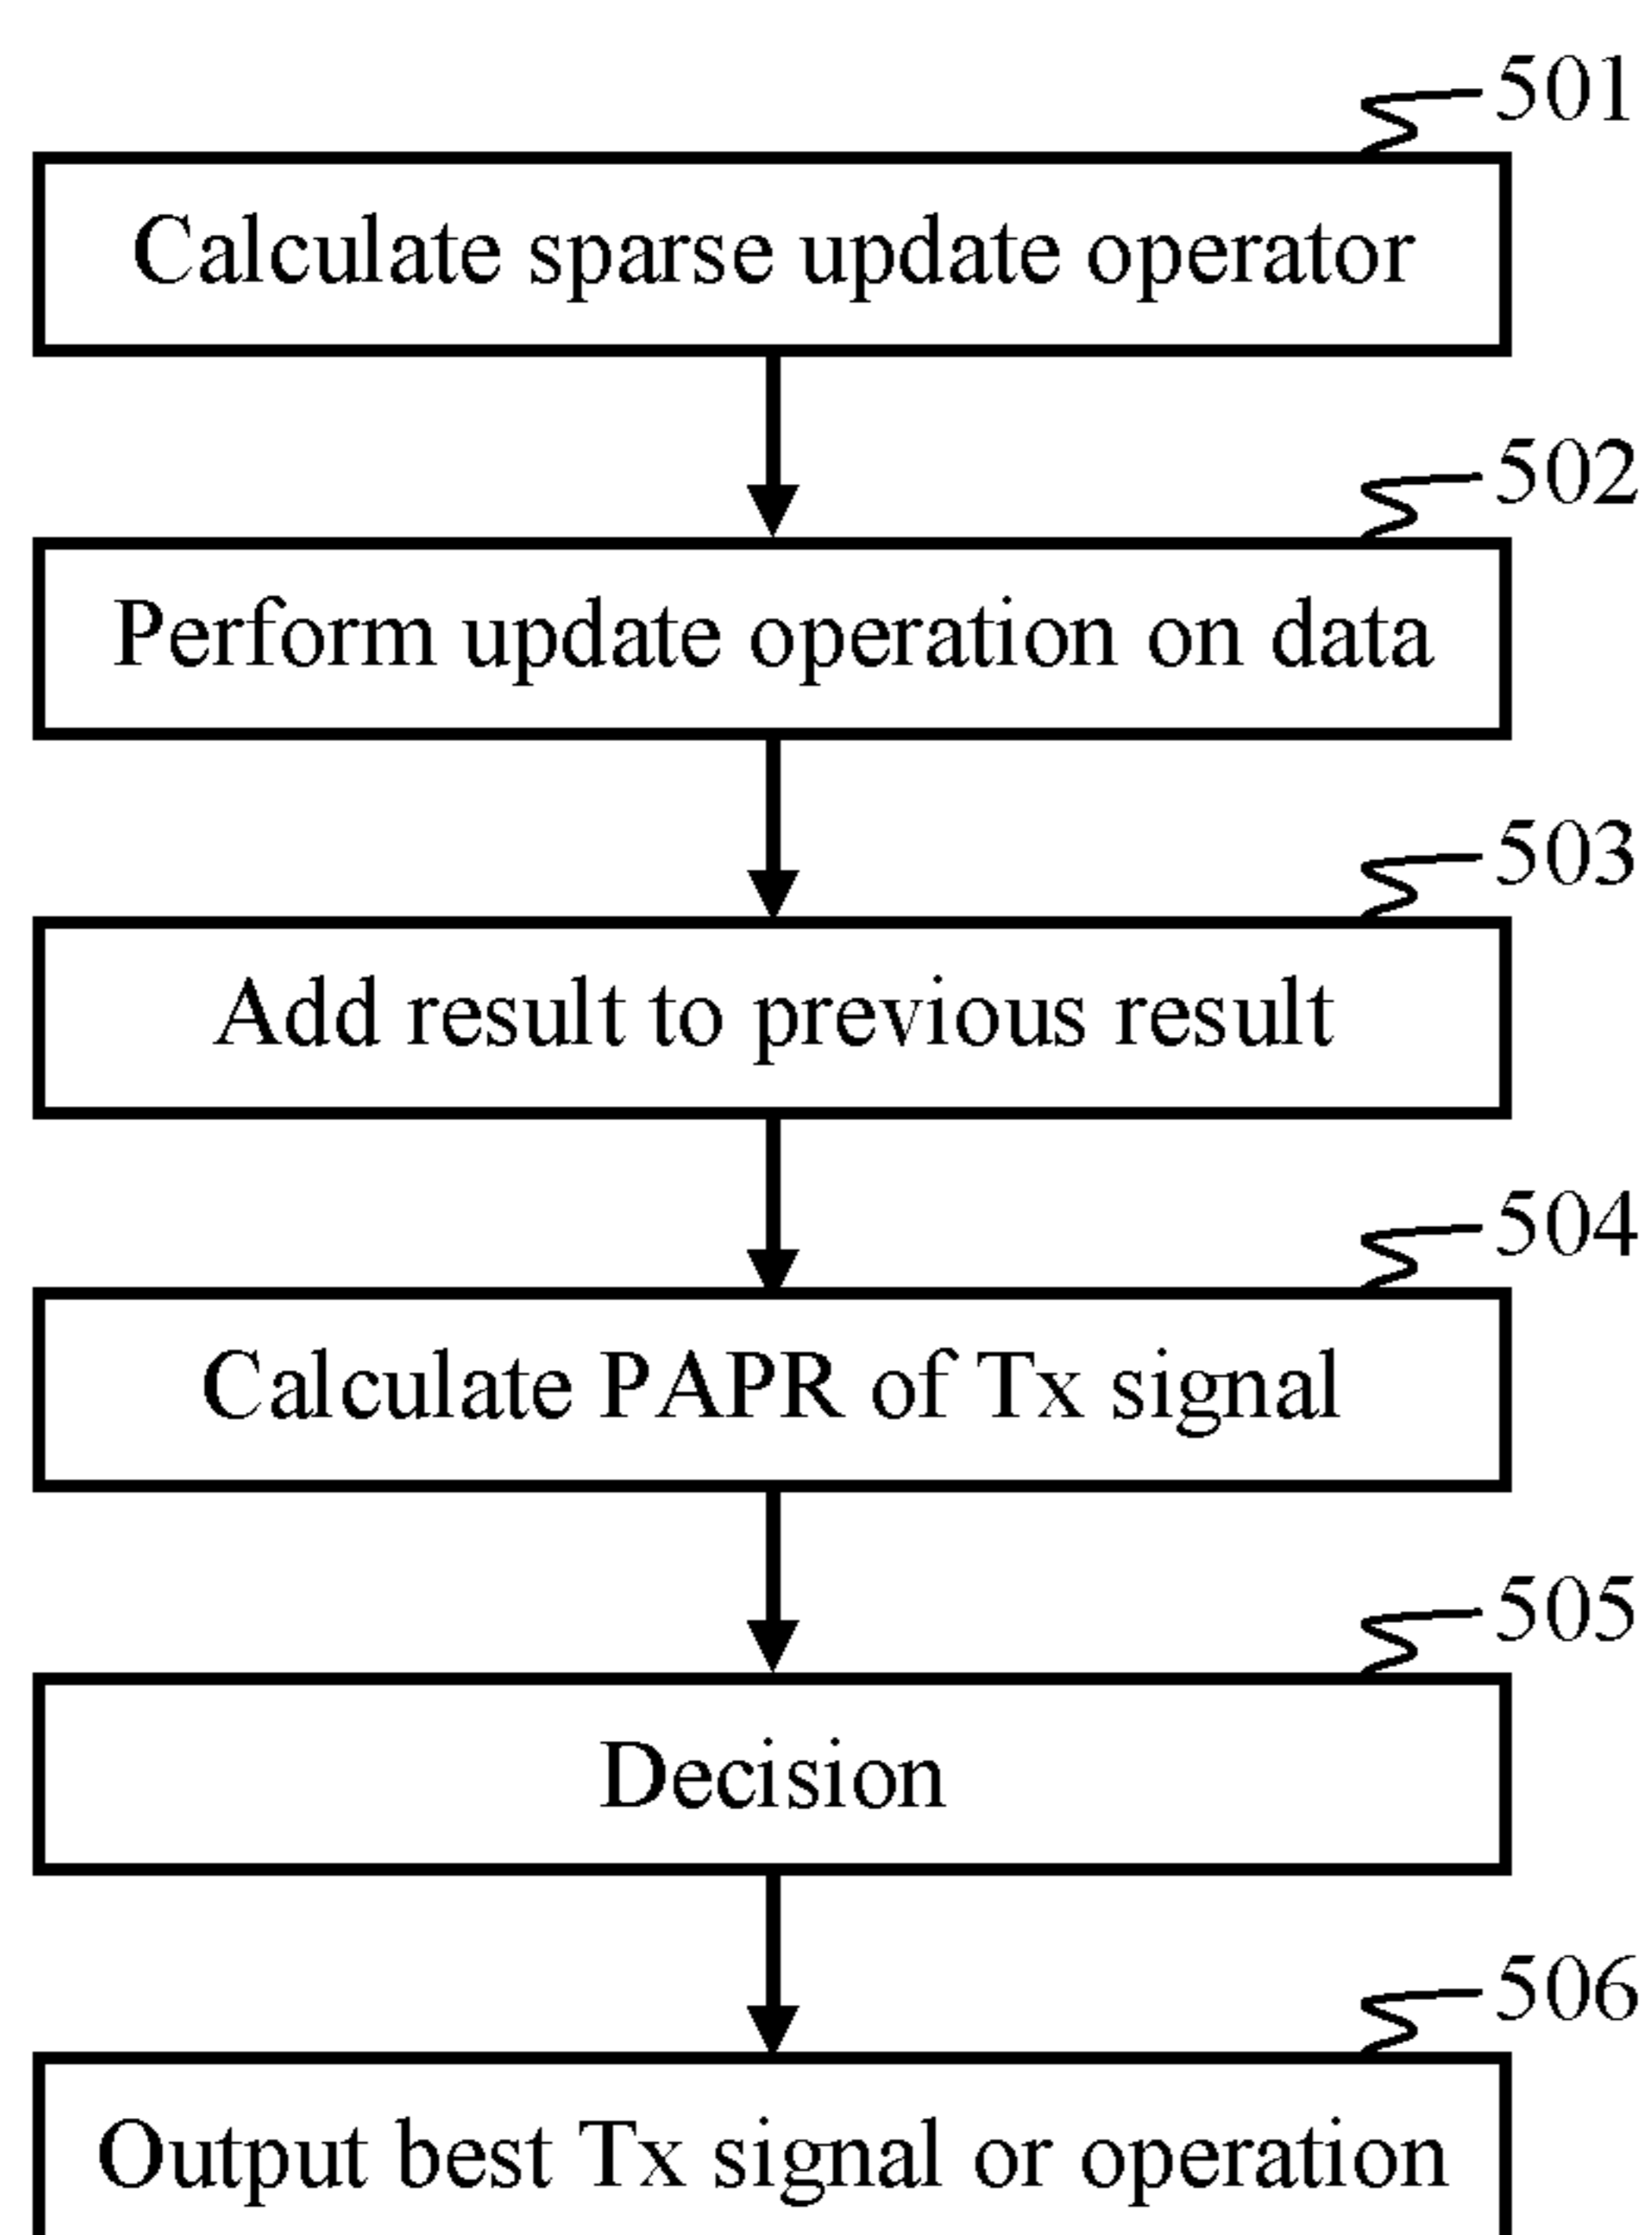 501
Calculate sparse update operator
502
Perform update operation on data
503
Add result to previous result
504
Calculate PAPR of Tx signal
505
Decision
506
Output best Tx signal or operation